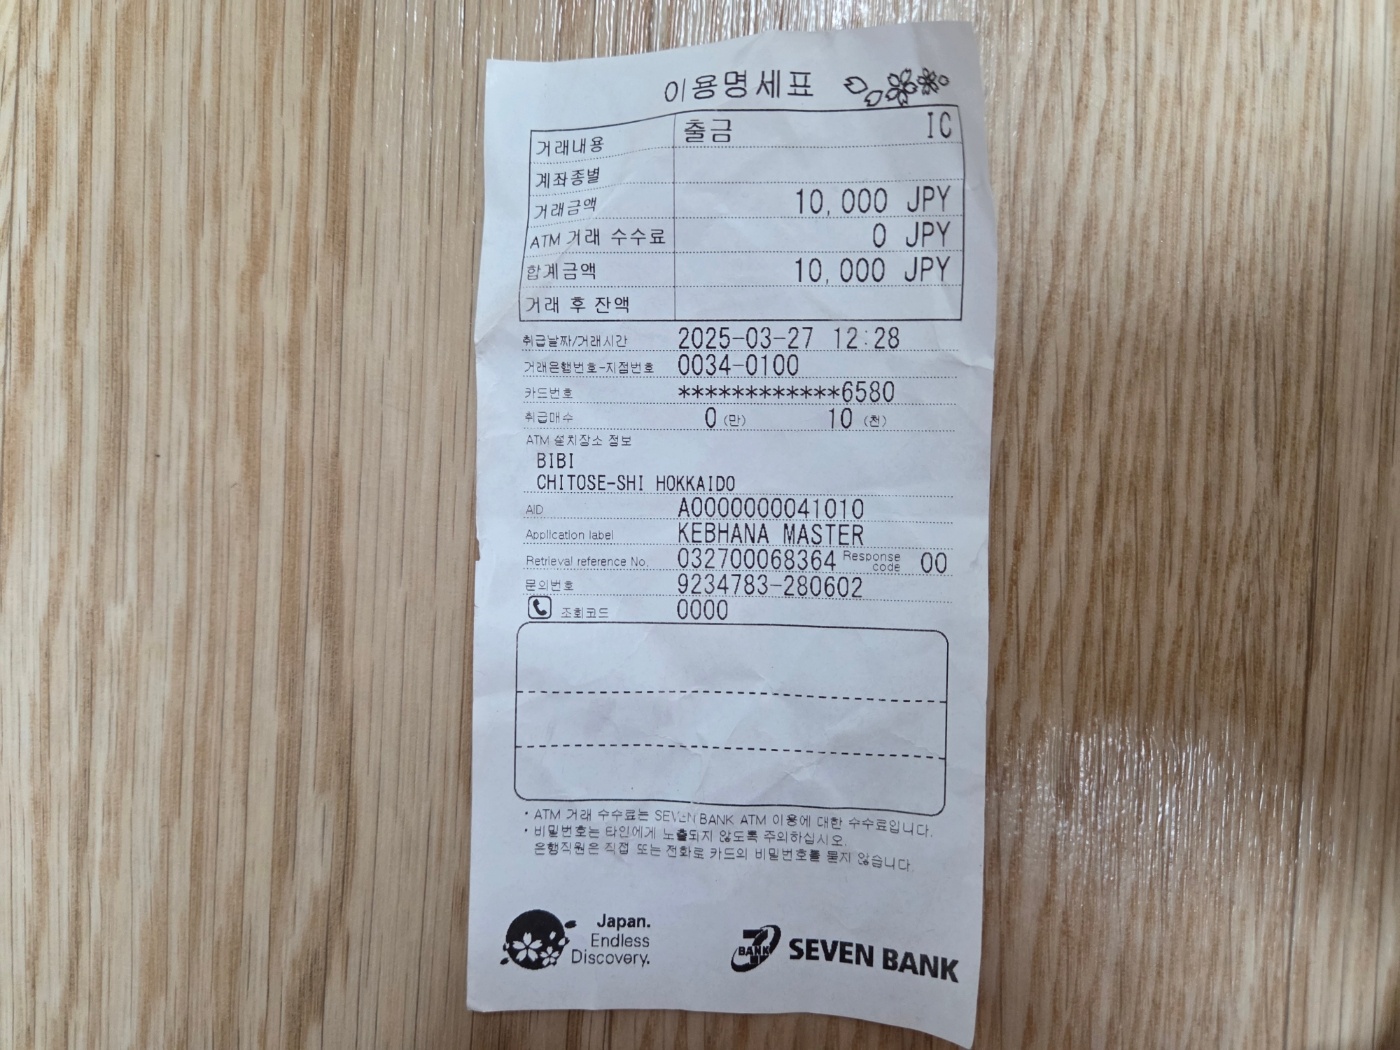 이용명세표
거래내용 출금 IC
계좌종별
거래금액 10,000 JPY
ATM 거래 수수료 0 JPY
합계금액 10,000 JPY
거래 후 잔액
취급날짜/거래시간 2025-03-27 12:28
거래은행번호-지점번호 0034-0100
카드번호 ************6580
취급매수 0 (만) 10 (천)
ATM 설치장소 정보
BIBI
CHITOSE-SHI HOKKAIDO
AID A0000000041010
Application label KEBHANA MASTER
Retrieval reference No. 032700068364 Response code 00
문의번호 9234783-280602
조회코드 0000
・ATM 거래 수수료는 SEVEN BANK ATM 이용에 대한 수수료입니다.
・비밀번호는 타인에게 노출되지 않도록 주의하십시오.
은행직원은 직접 또는 전화로 카드의 비밀번호를 묻지 않습니다.
Japan.
Endless
Discovery.
7 BANK SEVEN BANK